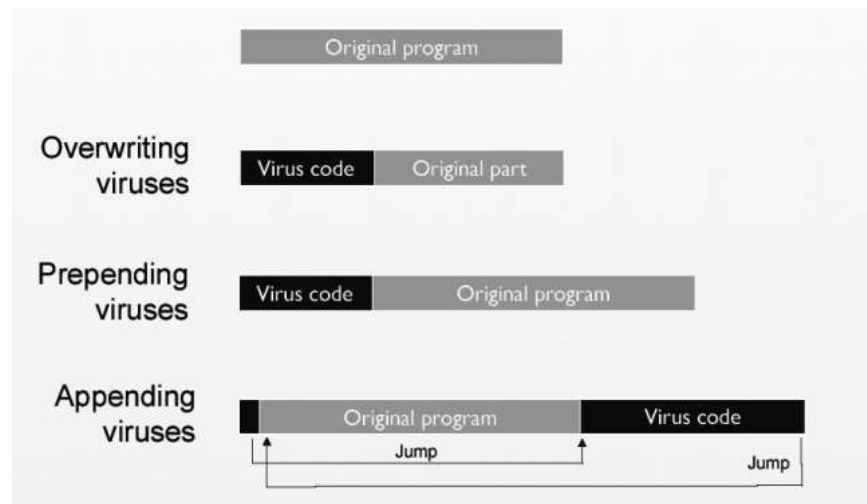 Original program
Overwriting
viruses
Virus code
Original part
Prepending
viruses
Virus code
Original program
Appending
viruses
Original program
Virus code
Jump
Jump